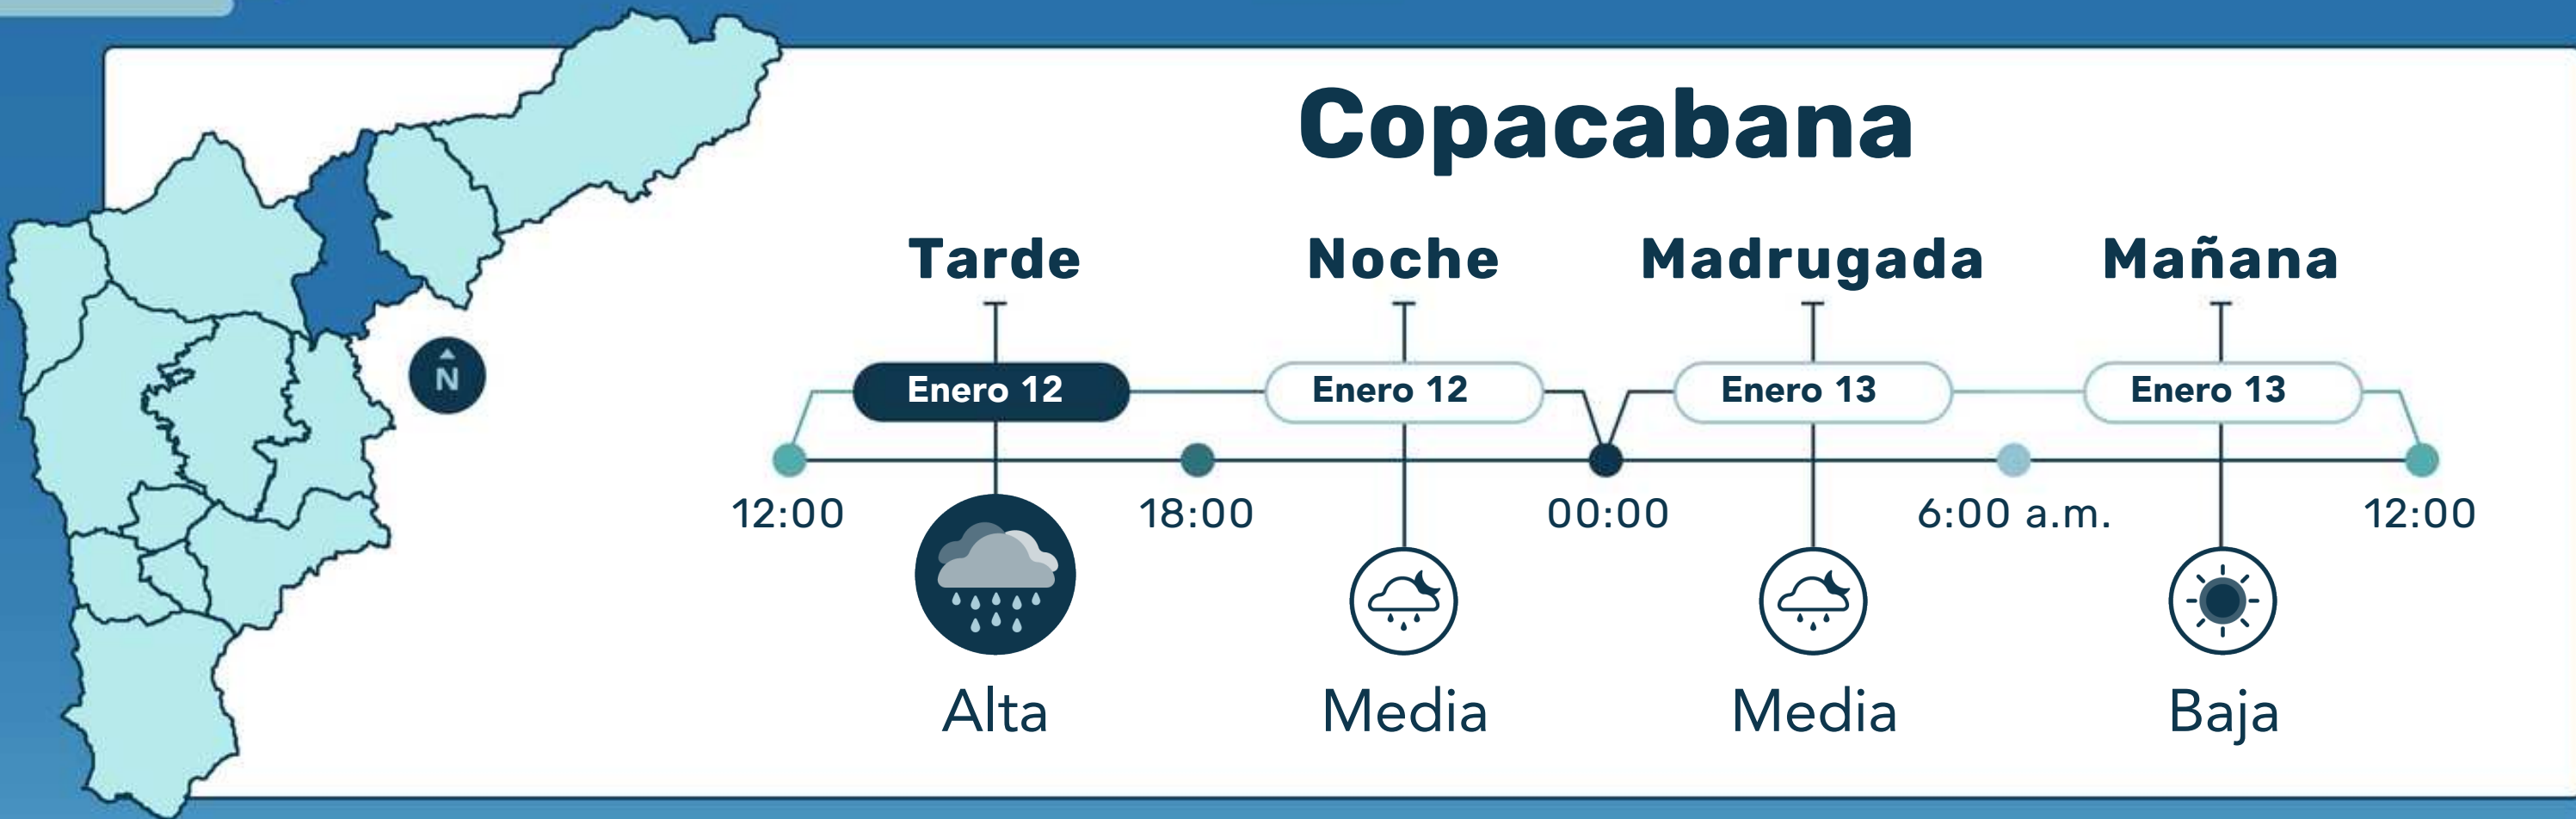 Copacabana
Tarde Noche Madrugada Mañana
Enero 12 Enero 12 Enero 13 Enero 13
N
12:00 18:00 00:00 6:00 a.m. 12:00
Alta Media Media Baja